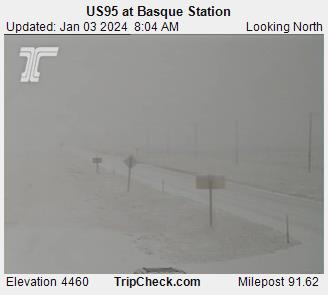 US95 at Basque Station
Updated: Jan 03 2024 8:04 AM Looking North
Elevation 4460 TripCheck.com Milepost 91.62